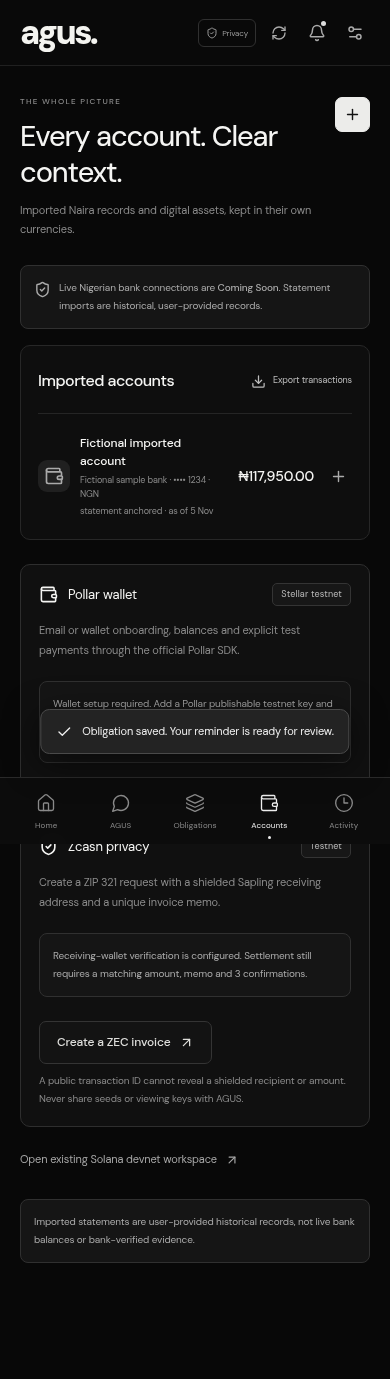 agus.
Privacy
THE WHOLE PICTURE
Every account. Clear
context.
Imported Naira records and digital assets, kept in their own
currencies.
Live Nigerian bank connections are Coming Soon. Statement
imports are historical, user-provided records.
Imported accounts
Export transactions
Fictional imported
account
Fictional sample bank · •••• 1234 ·
NGN
statement anchored · as of 5 Nov
₦117,950.00
Pollar wallet
Stellar testnet
Email or wallet onboarding, balances and explicit test
payments through the official Pollar SDK.
Wallet setup required. Add a Pollar publishable testnet key and
Obligation saved. Your reminder is ready for review.
Home
AGUS
Obligations
Accounts
Activity
Zcash privacy
Testnet
Create a ZIP 321 request with a shielded Sapling receiving
address and a unique invoice memo.
Receiving-wallet verification is configured. Settlement still
requires a matching amount, memo and 3 confirmations.
Create a ZEC invoice
A public transaction ID cannot reveal a shielded recipient or amount.
Never share seeds or viewing keys with AGUS.
Open existing Solana devnet workspace
Imported statements are user-provided historical records, not live bank
balances or bank-verified evidence.